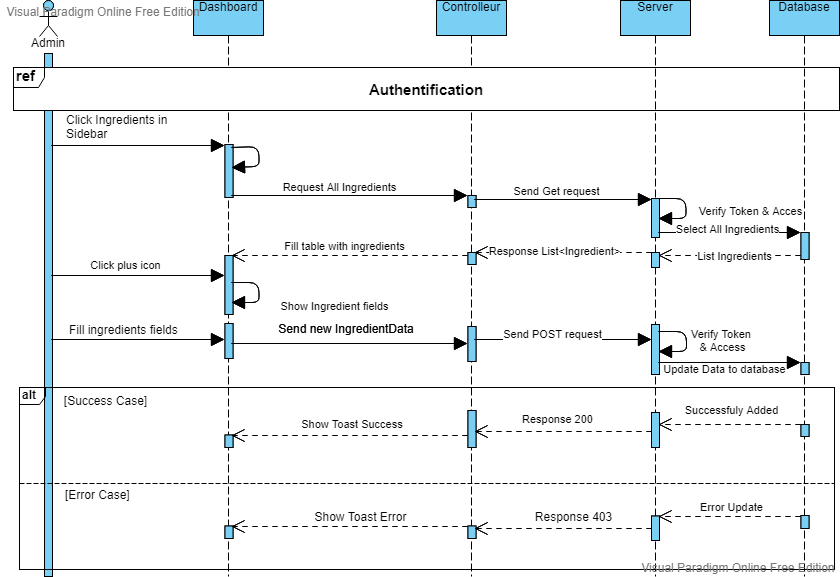 Visual Paradigm Online Free Edition
Dashboard
Controlleur
Server
Database
Admin
ref
Authentification
Click Ingredients in
Sidebar
Request All Ingredients
Send Get request
Verify Token & Acces
Select All Ingredients
Fill table with ingredients
Response List<Ingredient>
List Ingredients
Click plus icon
Show Ingredient fields
Fill ingredients fields
Send new IngredientData
Send POST request
Verify Token
& Access
Update Data to database
alt
[Success Case]
Show Toast Success
Response 200
Successfuly Added
[Error Case]
Show Toast Error
Response 403
Error Update
Visual Paradigm Online Free Edition